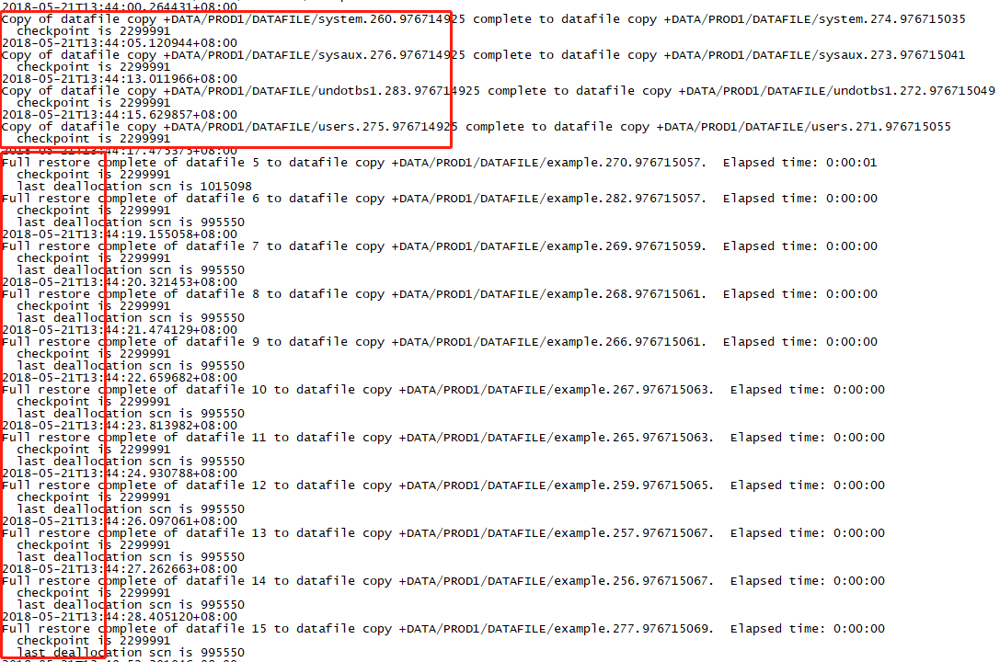 2018-05-21T13:44:00.264431+08:00
Copy of datafile copy +DATA/PROD1/DATAFILE/system.260.976714925 complete to datafile copy +DATA/PROD1/DATAFILE/system.274.976715035
  checkpoint is 2299991
2018-05-21T13:44:05.120944+08:00
Copy of datafile copy +DATA/PROD1/DATAFILE/sysaux.276.976714925 complete to datafile copy +DATA/PROD1/DATAFILE/sysaux.273.976715041
  checkpoint is 2299991
2018-05-21T13:44:13.011966+08:00
Copy of datafile copy +DATA/PROD1/DATAFILE/undotbs1.283.976714925 complete to datafile copy +DATA/PROD1/DATAFILE/undotbs1.272.976715049
  checkpoint is 2299991
2018-05-21T13:44:15.629857+08:00
Copy of datafile copy +DATA/PROD1/DATAFILE/users.275.976714925 complete to datafile copy +DATA/PROD1/DATAFILE/users.271.976715055
  checkpoint is 2299991
2018-05-21T13:44:17.475375+08:00
Full restore complete of datafile 5 to datafile copy +DATA/PROD1/DATAFILE/example.270.976715057.  Elapsed time: 0:00:01
  checkpoint is 2299991
  last deallocation scn is 1015098
Full restore complete of datafile 6 to datafile copy +DATA/PROD1/DATAFILE/example.282.976715057.  Elapsed time: 0:00:00
  checkpoint is 2299991
  last deallocation scn is 995550
2018-05-21T13:44:19.155058+08:00
Full restore complete of datafile 7 to datafile copy +DATA/PROD1/DATAFILE/example.269.976715059.  Elapsed time: 0:00:00
  checkpoint is 2299991
  last deallocation scn is 995550
2018-05-21T13:44:20.321453+08:00
Full restore complete of datafile 8 to datafile copy +DATA/PROD1/DATAFILE/example.268.976715061.  Elapsed time: 0:00:00
  checkpoint is 2299991
  last deallocation scn is 995550
2018-05-21T13:44:21.474129+08:00
Full restore complete of datafile 9 to datafile copy +DATA/PROD1/DATAFILE/example.266.976715061.  Elapsed time: 0:00:00
  checkpoint is 2299991
  last deallocation scn is 995550
2018-05-21T13:44:22.659682+08:00
Full restore complete of datafile 10 to datafile copy +DATA/PROD1/DATAFILE/example.267.976715063.  Elapsed time: 0:00:00
  checkpoint is 2299991
  last deallocation scn is 995550
2018-05-21T13:44:23.813982+08:00
Full restore complete of datafile 11 to datafile copy +DATA/PROD1/DATAFILE/example.265.976715063.  Elapsed time: 0:00:00
  checkpoint is 2299991
  last deallocation scn is 995550
2018-05-21T13:44:24.930788+08:00
Full restore complete of datafile 12 to datafile copy +DATA/PROD1/DATAFILE/example.259.976715065.  Elapsed time: 0:00:00
  checkpoint is 2299991
  last deallocation scn is 995550
2018-05-21T13:44:26.097061+08:00
Full restore complete of datafile 13 to datafile copy +DATA/PROD1/DATAFILE/example.257.976715067.  Elapsed time: 0:00:00
  checkpoint is 2299991
  last deallocation scn is 995550
2018-05-21T13:44:27.262663+08:00
Full restore complete of datafile 14 to datafile copy +DATA/PROD1/DATAFILE/example.256.976715067.  Elapsed time: 0:00:00
  checkpoint is 2299991
  last deallocation scn is 995550
2018-05-21T13:44:28.405120+08:00
Full restore complete of datafile 15 to datafile copy +DATA/PROD1/DATAFILE/example.277.976715069.  Elapsed time: 0:00:00
  checkpoint is 2299991
  last deallocation scn is 995550